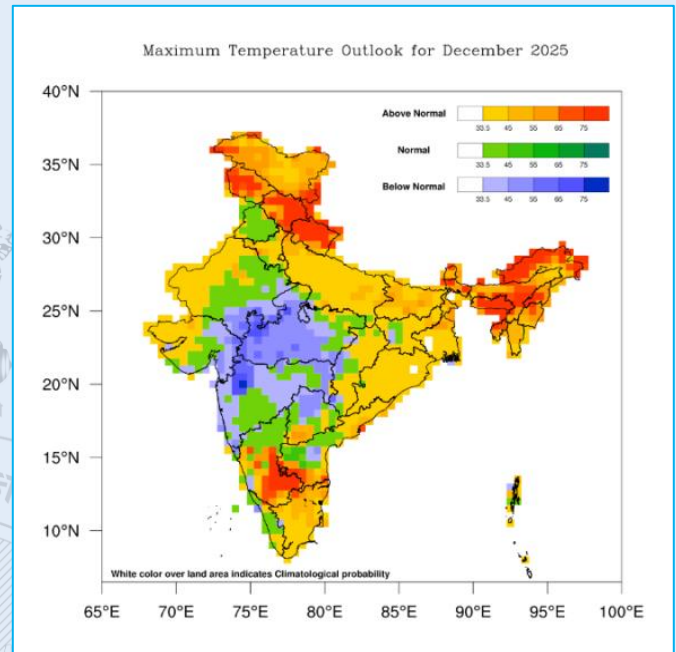 Maximum Temperature Outlook for December 2025
40°N
35°N
30°N
25°N
20°N
15°N
10°N
Above Normal
33.5 45 55 65 75
Normal
33.5 45 55 65 75
Below Normal
33.5 45 55 65 75
White color over land area indicates Climatological probability
65°E 70°E 75°E 80°E 85°E 90°E 95°E 100°E